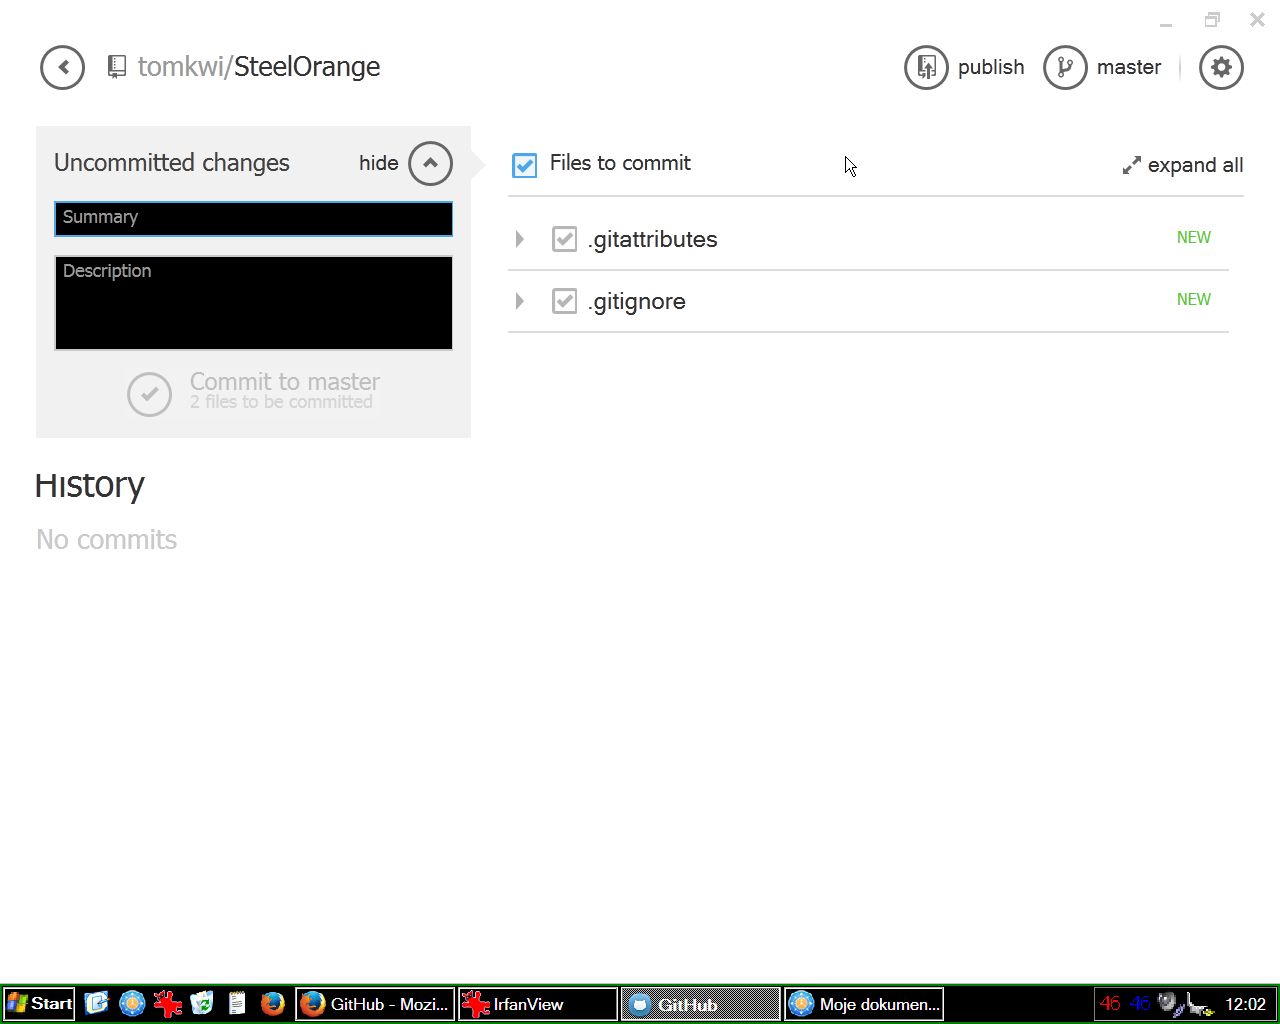 tomkwi/SteelOrange
publish
master
Uncommitted changes
hide
Summary
Description
Commit to master
2 files to be committed
Files to commit
expand all
.gitattributes
NEW
.gitignore
NEW
History
No commits
Start
GitHub - Mozi...
IrfanView
GitHub
Moje dokumen...
46
46
12:02